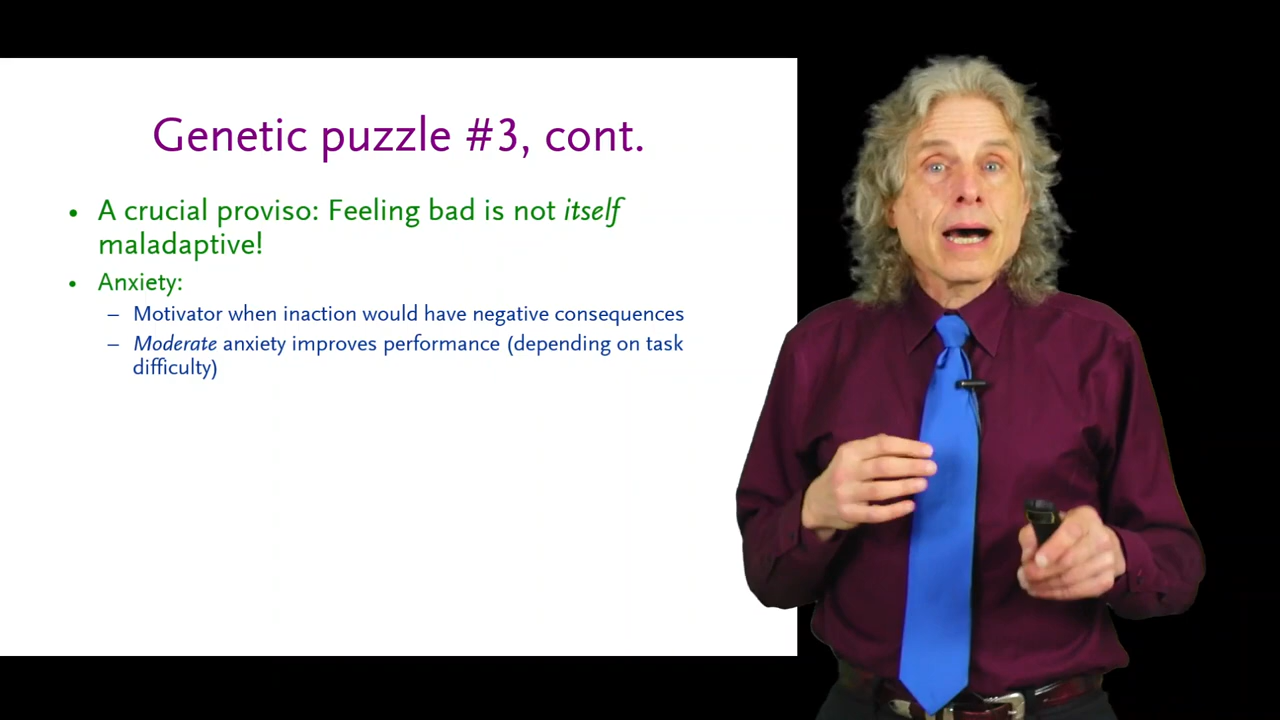 Genetic puzzle #3, cont.
• A crucial proviso: Feeling bad is not itself
maladaptive!
• Anxiety:
– Motivator when inaction would have negative consequences
– Moderate anxiety improves performance (depending on task
difficulty)